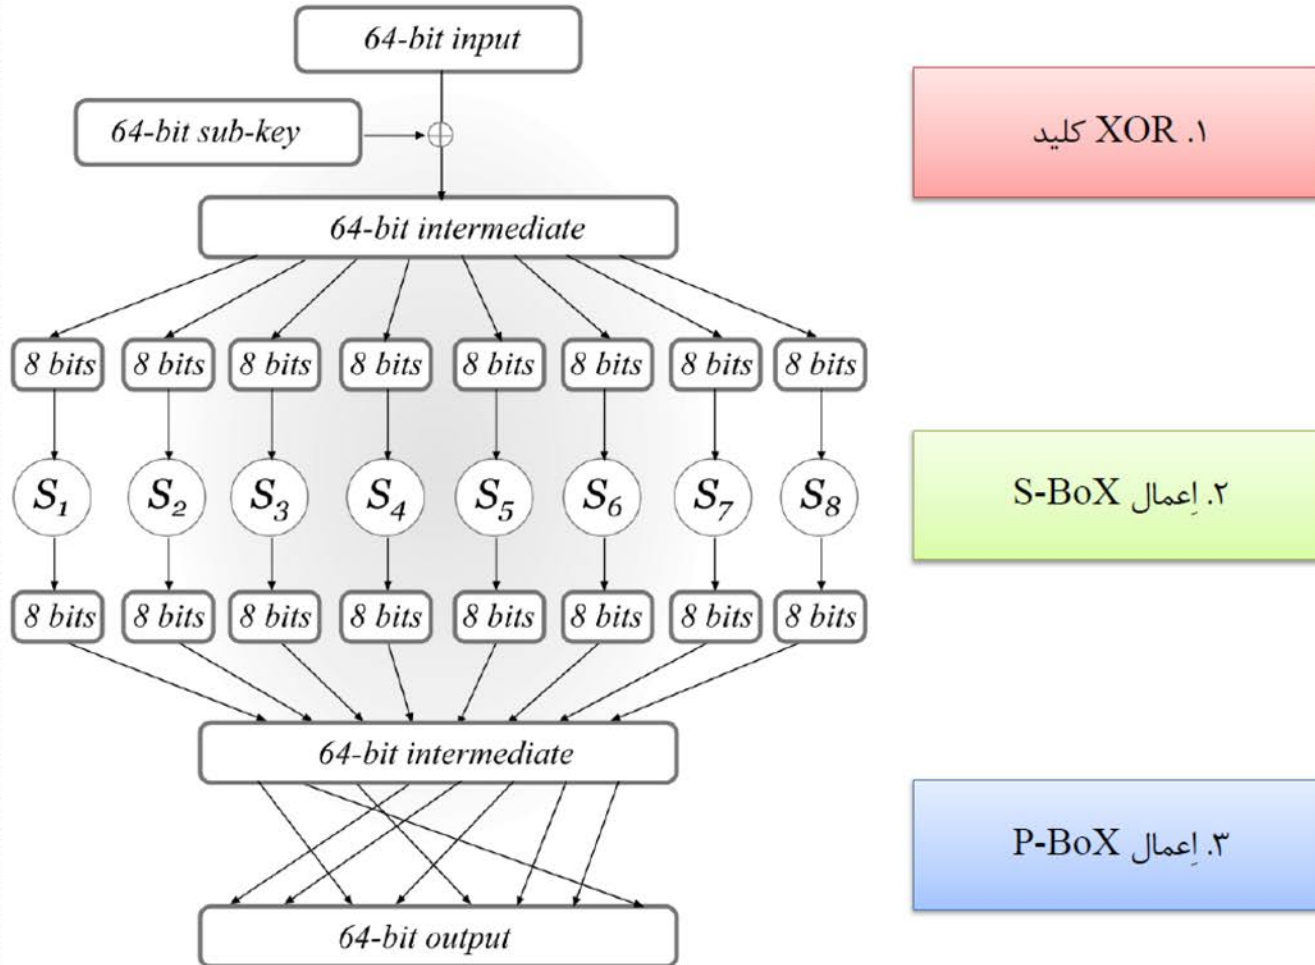 64-bit input
64-bit sub-key
۱. XOR کلید
64-bit intermediate
8 bits 8 bits 8 bits 8 bits 8 bits 8 bits 8 bits 8 bits
S1 S2 S3 S4 S5 S6 S7 S8
۲. اِعمال S-BoX
8 bits 8 bits 8 bits 8 bits 8 bits 8 bits 8 bits 8 bits
64-bit intermediate
۳. اِعمال P-BoX
64-bit output